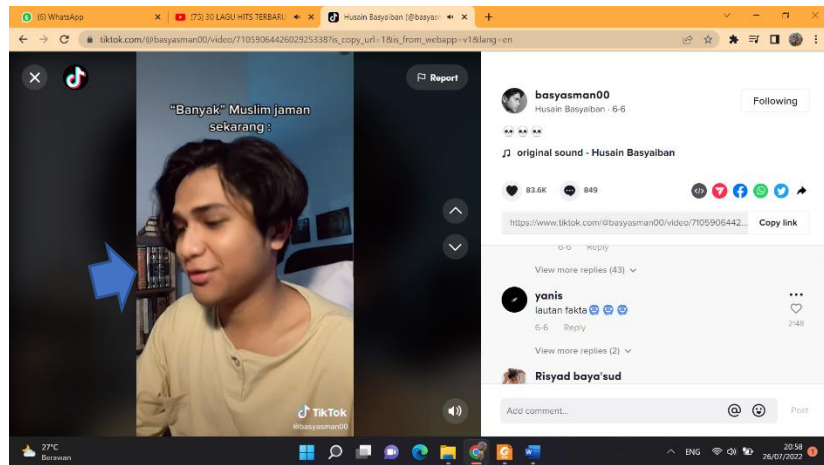 (6) WhatsApp
(75) 30 LAGU HITS TERBARU
Husain Basyaiban (@basyasm
tiktok.com/@basyasman00/video/7105906442602925338?is_copy_url=1&is_from_webapp=v1&lang=en
Report
"Banyak" Muslim jaman
sekarang :
TikTok
@basyasman00
basyasman00
Husain Basyaiban · 6-6
Following
original sound - Husain Basyaiban
83.6K
849
https://www.tiktok.com/@basyasman00/video/7105906442...
Copy link
6-6 Reply
View more replies (43)
yanis
lautan fakta
6-6 Reply
2148
View more replies (2)
Risyad baya'sud
Add comment...
Post
27°C
Berawan
ENG
20:58
26/07/2022